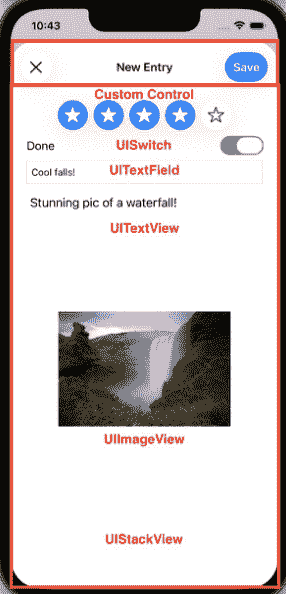 10:43
New Entry
Save
Custom Control
Done
UISwitch
Cool falls!
UITextField
Stunning pic of a waterfall!
UITextView
UIImageView
UIStackView